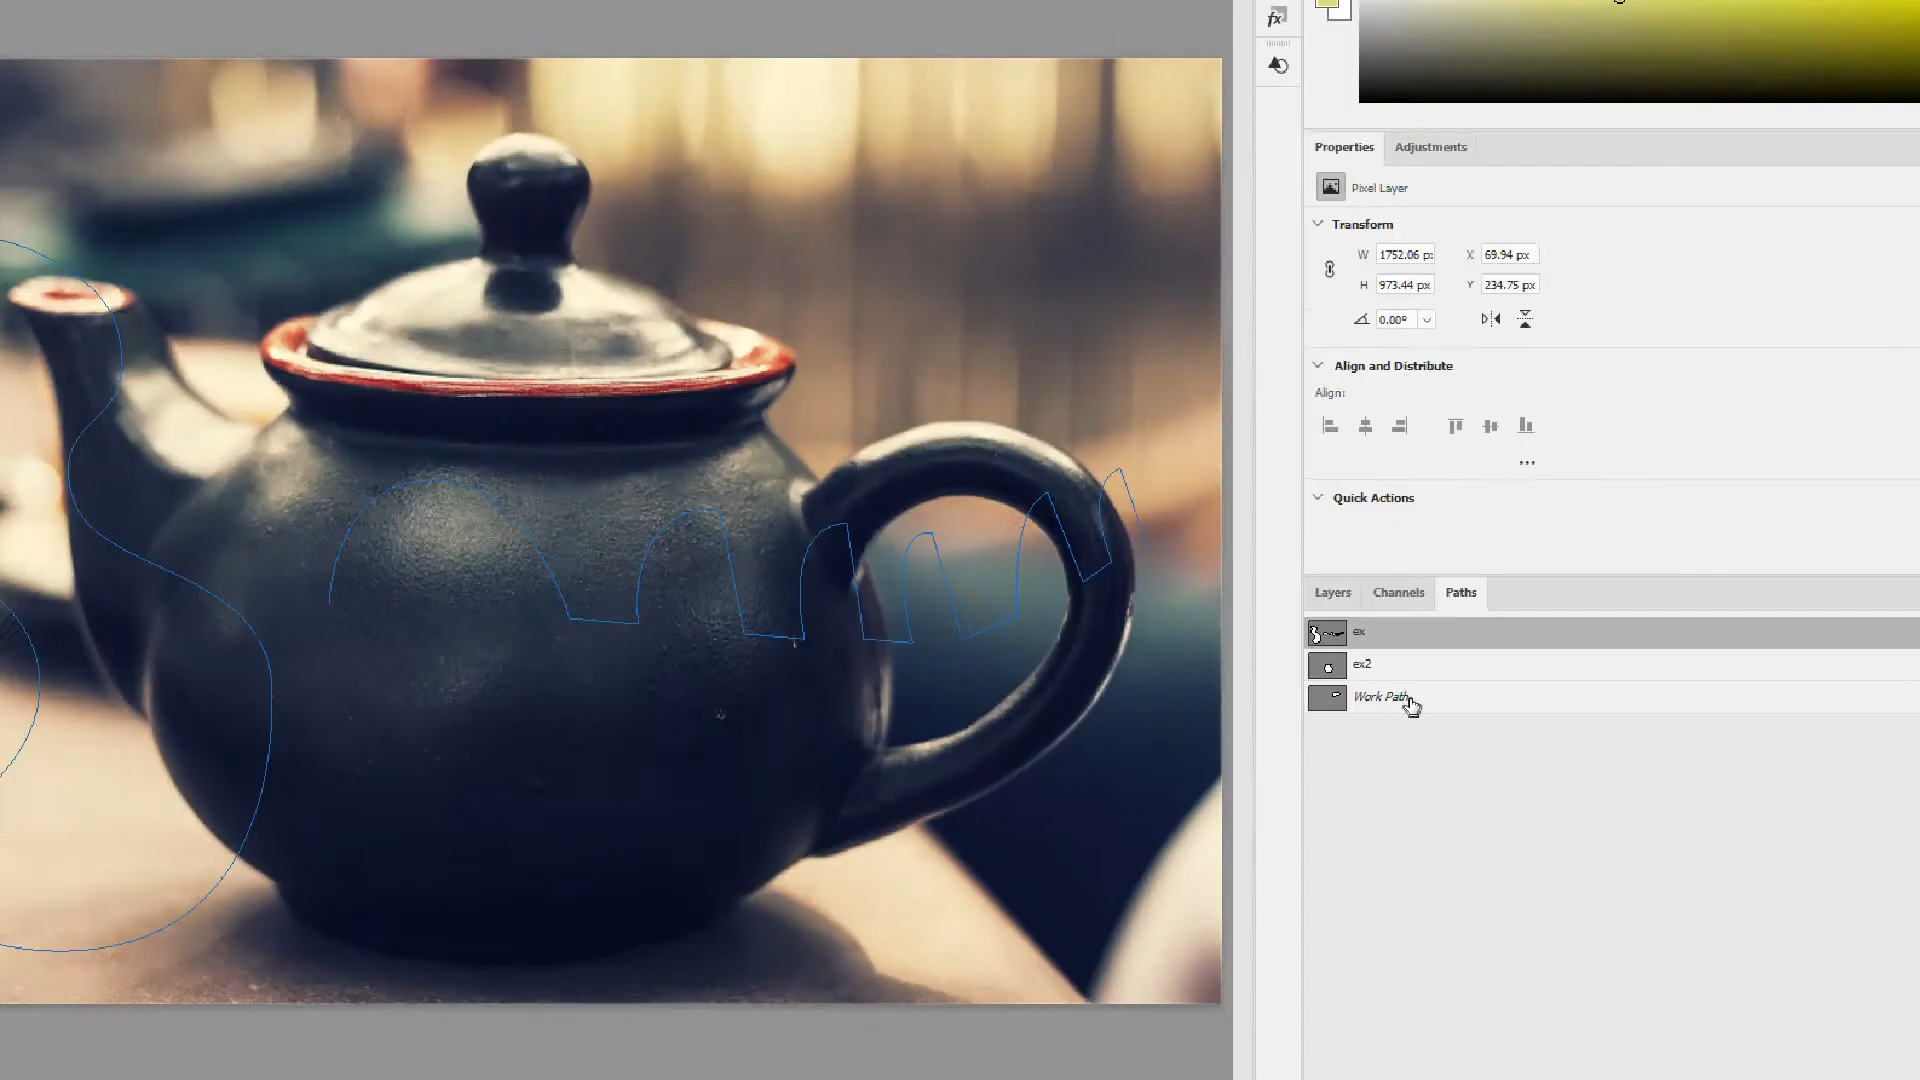 fx
Properties
Adjustments
Pixel Layer
Transform
W 1752.06 px X 69.94 px
H 973.44 px Y 234.75 px
0.00°
Align and Distribute
Align:
...
Quick Actions
Layers Channels Paths
ex
ex2
Work Path